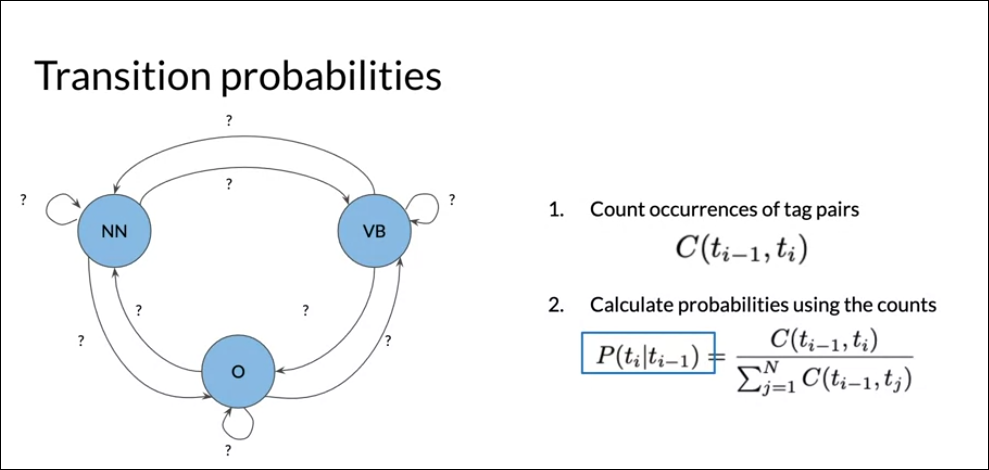 Transition probabilities
?
?
?
?
NN
VB
?
?
?
?
O
?
1. Count occurrences of tag pairs
C(t_{i-1}, t_i)
2. Calculate probabilities using the counts
P(t_i|t_{i-1}) = \frac{C(t_{i-1}, t_i)}{\sum_{j=1}^{N} C(t_{i-1}, t_j)}